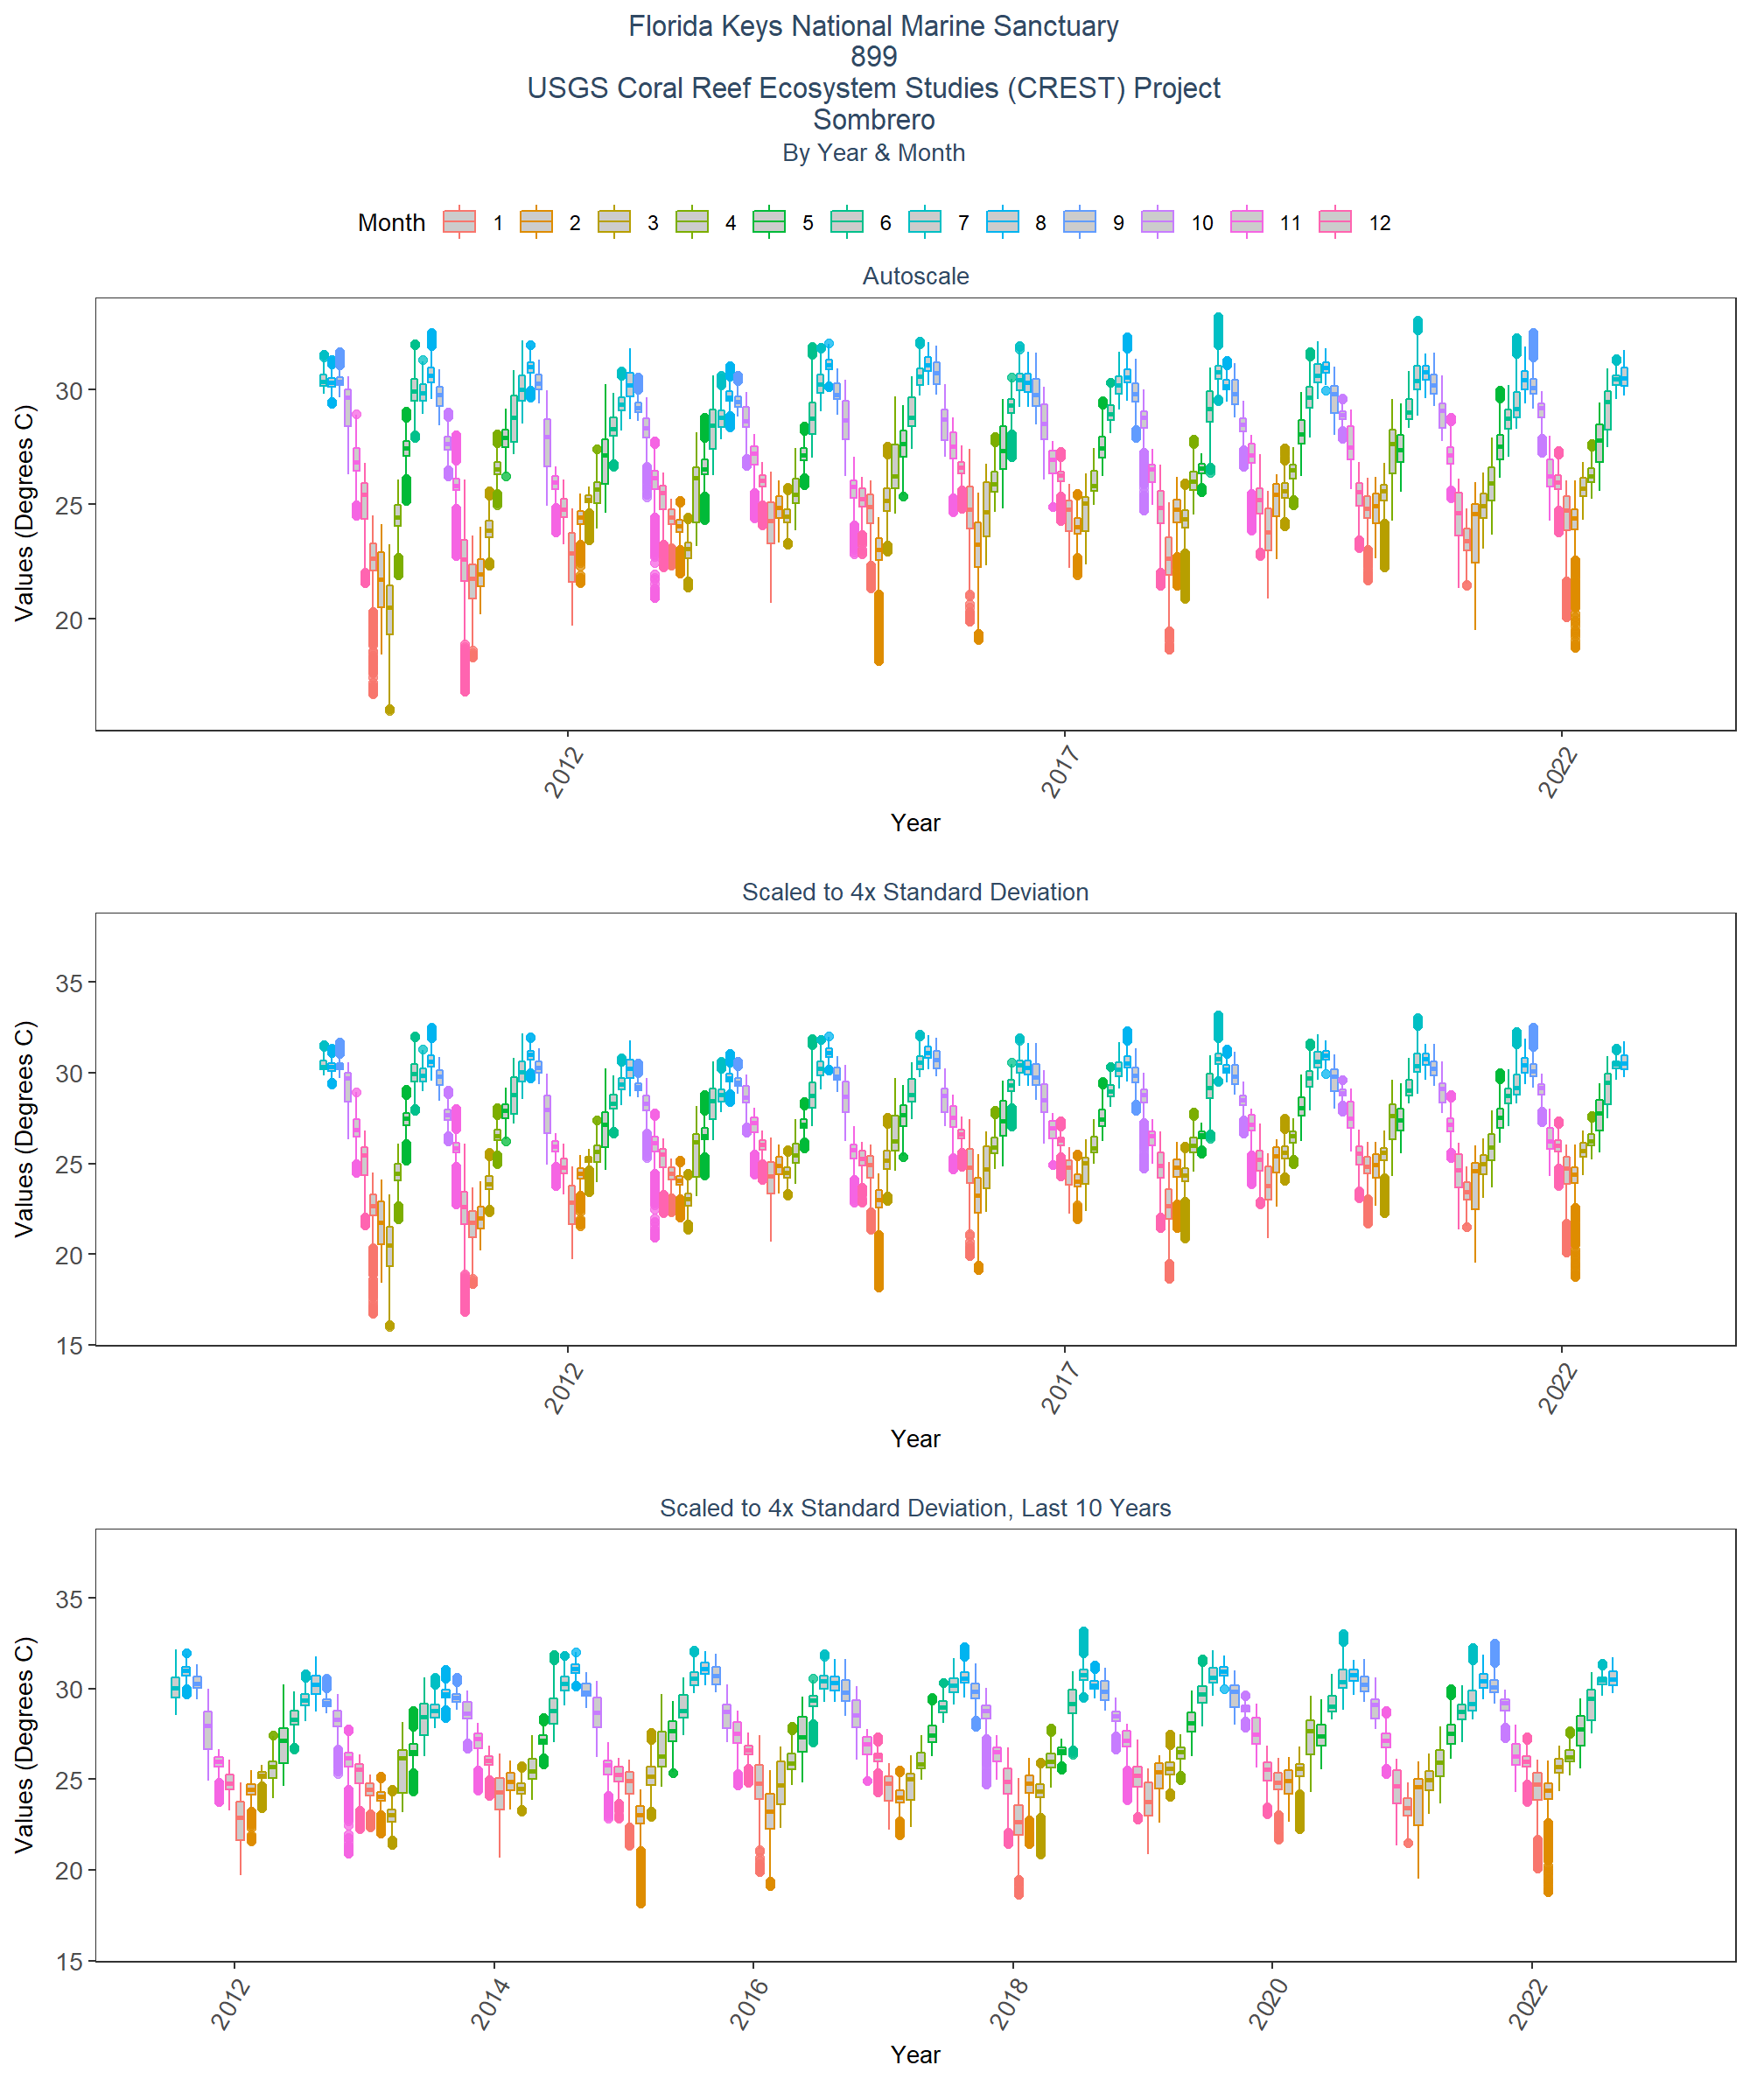 Florida Keys National Marine Sanctuary
899
USGS Coral Reef Ecosystem Studies (CREST) Project
Sombrero
By Year & Month
Month 1 2 3 4 5 6 7 8 9 10 11 12
Autoscale
Values (Degrees C)
30
25
20
2012 2017 2022
Year
Scaled to 4x Standard Deviation
Values (Degrees C)
35
30
25
20
15
2012 2017 2022
Year
Scaled to 4x Standard Deviation, Last 10 Years
Values (Degrees C)
35
30
25
20
15
2012 2014 2016 2018 2020 2022
Year